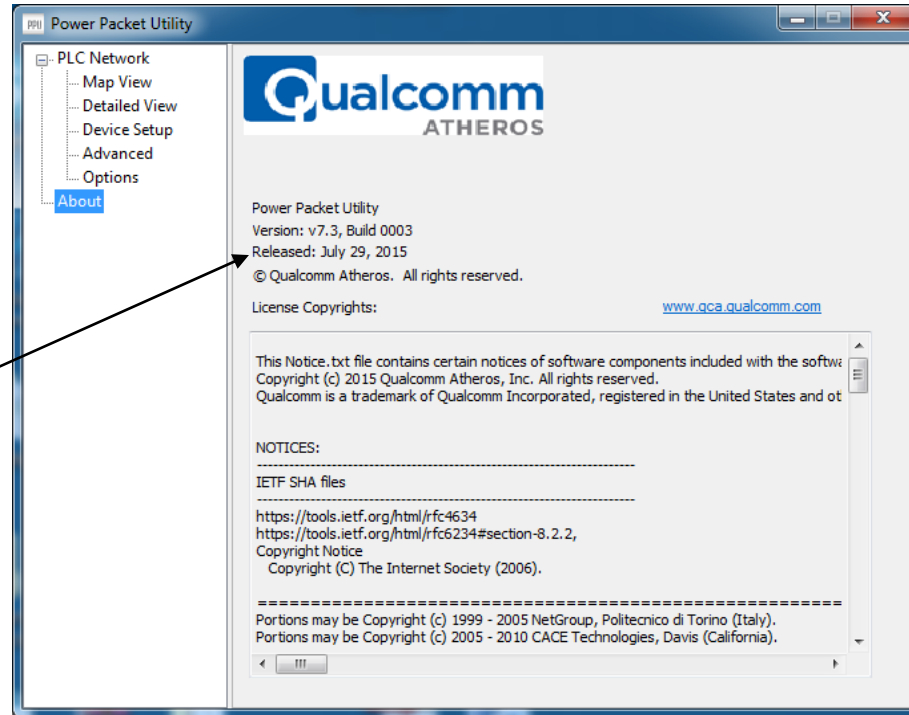 PPU Power Packet Utility
PLC Network
Map View
Detailed View
Device Setup
Advanced
Options
About
Qualcomm
ATHEROS
Power Packet Utility
Version: v7.3, Build 0003
Released: July 29, 2015
© Qualcomm Atheros. All rights reserved.
License Copyrights: www.qca.qualcomm.com
This Notice.txt file contains certain notices of software components included with the softwa
Copyright (c) 2015 Qualcomm Atheros, Inc. All rights reserved.
Qualcomm is a trademark of Qualcomm Incorporated, registered in the United States and ot
NOTICES:
-----------------------------------------------------------------------
IETF SHA files
-----------------------------------------------------------------------
https://tools.ietf.org/html/rfc4634
https://tools.ietf.org/html/rfc6234#section-8.2.2,
Copyright Notice
Copyright (C) The Internet Society (2006).
=======================================================
Portions may be Copyright (c) 1999 - 2005 NetGroup, Politecnico di Torino (Italy).
Portions may be Copyright (c) 2005 - 2010 CACE Technologies, Davis (California).